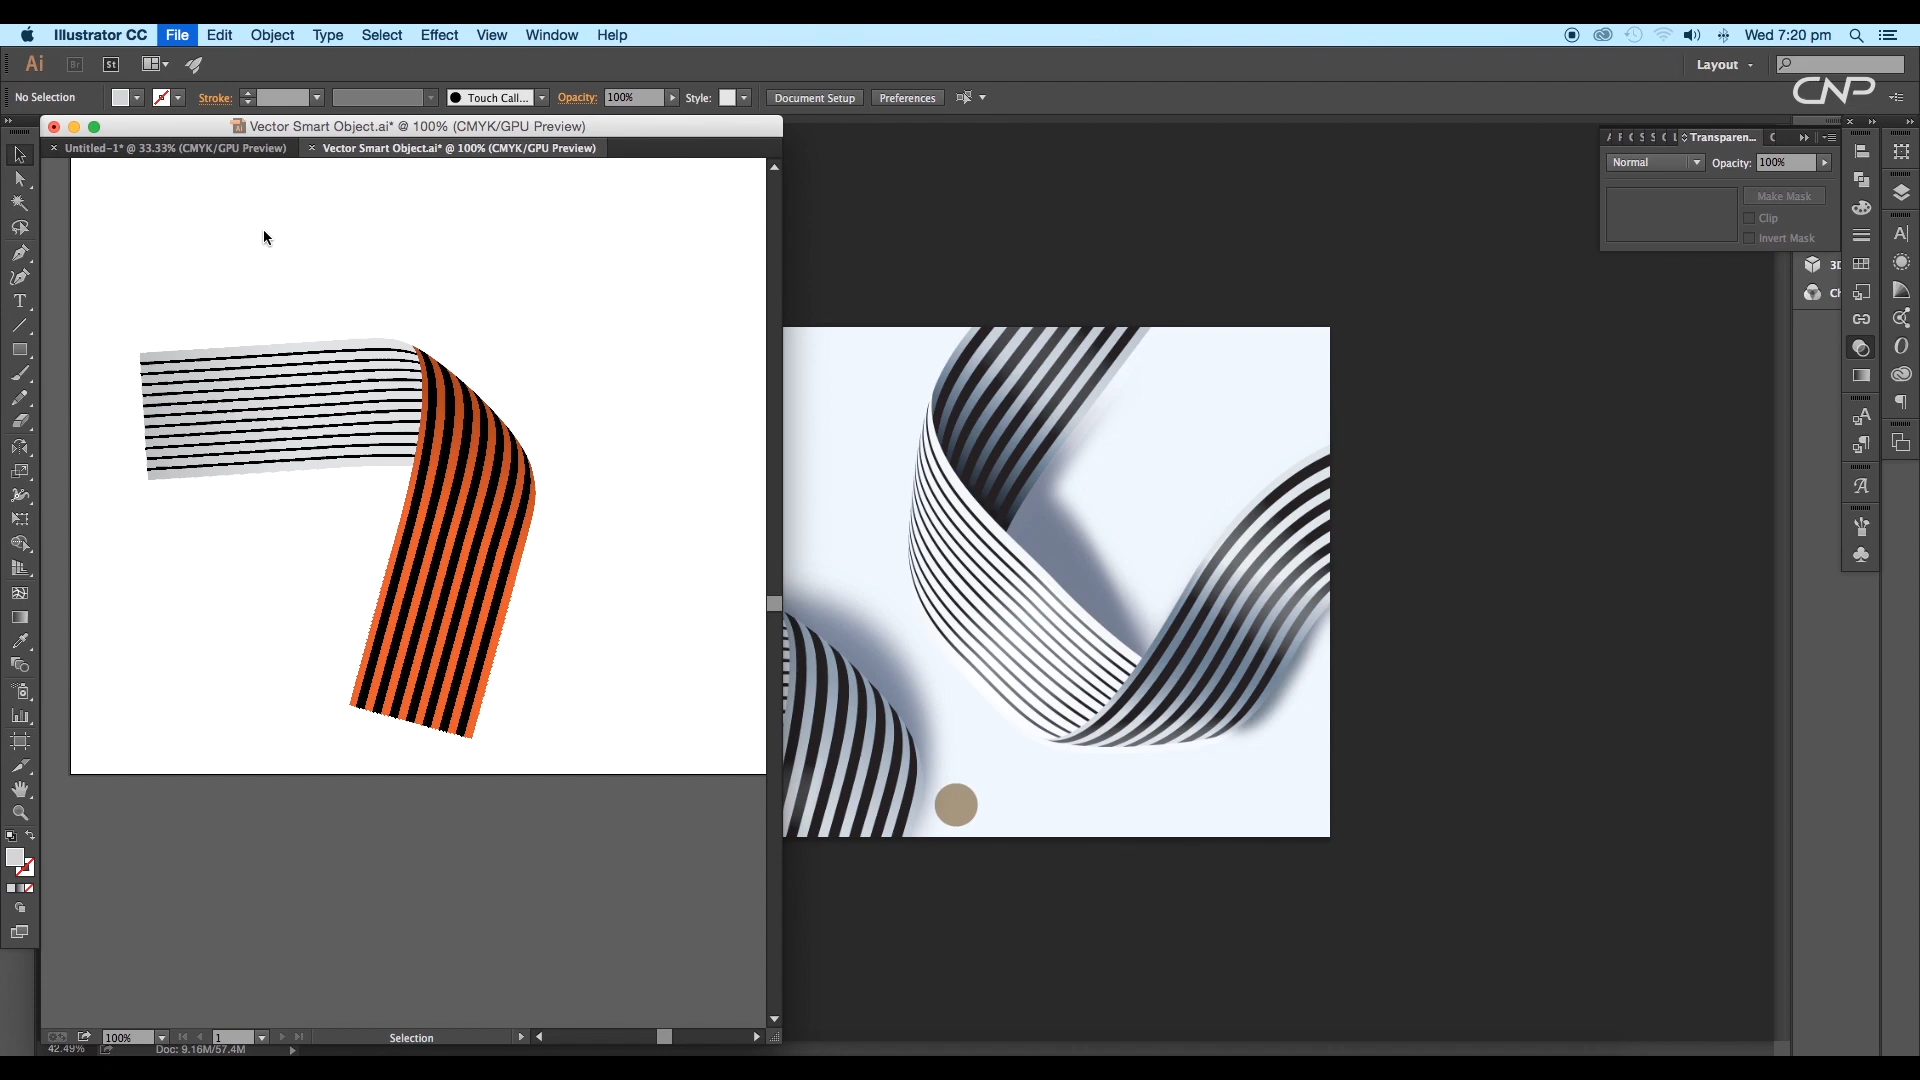 Illustrator CC File Edit Object Type Select Effect View Window Help Wed 7:20 pm
Ai Br St Layout
No Selection Stroke: Touch Call... Opacity: 100% Style: Document Setup Preferences
CNP
Vector Smart Object.ai* @ 100% (CMYK/GPU Preview)
Untitled-1* @ 33.33% (CMYK/GPU Preview) Vector Smart Object.ai* @ 100% (CMYK/GPU Preview)
Transparen...
Normal Opacity: 100%
Make Mask
Clip
Invert Mask
100% 1 Selection
42.49% Doc: 9.16M/57.4M